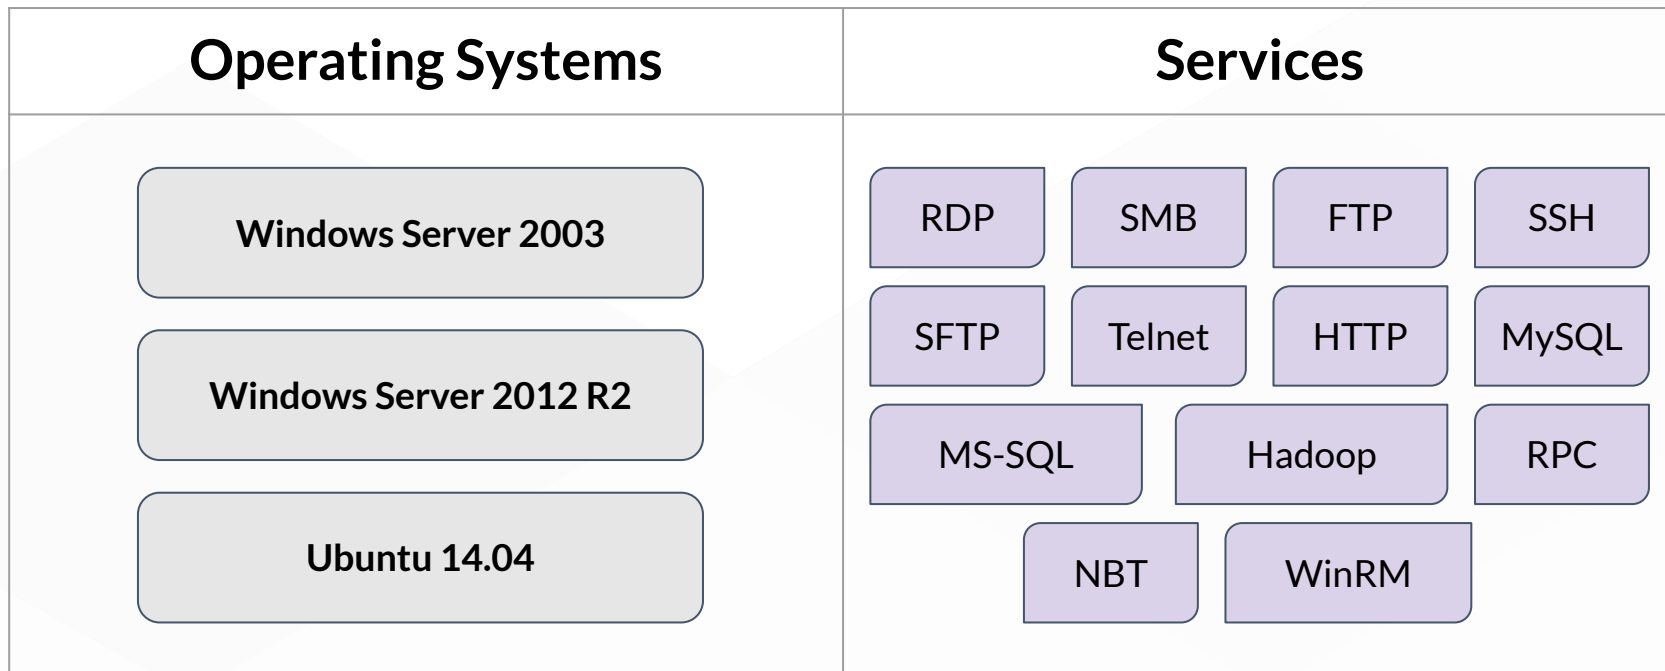 Operating Systems
Services
Windows Server 2003
Windows Server 2012 R2
Ubuntu 14.04
RDP SMB FTP SSH
SFTP Telnet HTTP MySQL
MS-SQL Hadoop RPC
NBT WinRM